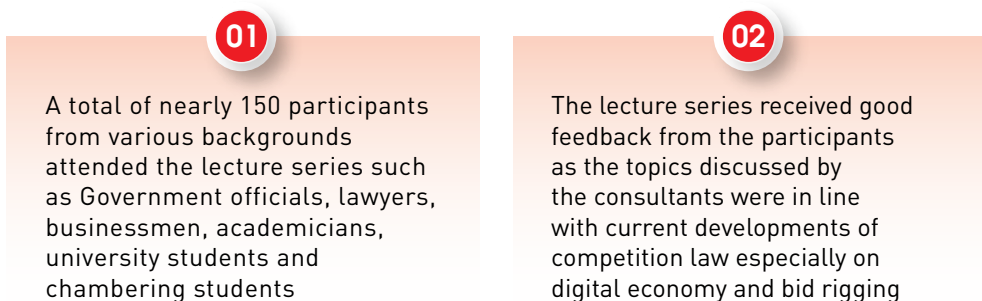 01
A total of nearly 150 participants
from various backgrounds
attended the lecture series such
as Government officials, lawyers,
businessmen, academicians,
university students and
chambering students
02
The lecture series received good
feedback from the participants
as the topics discussed by
the consultants were in line
with current developments of
competition law especially on
digital economy and bid rigging